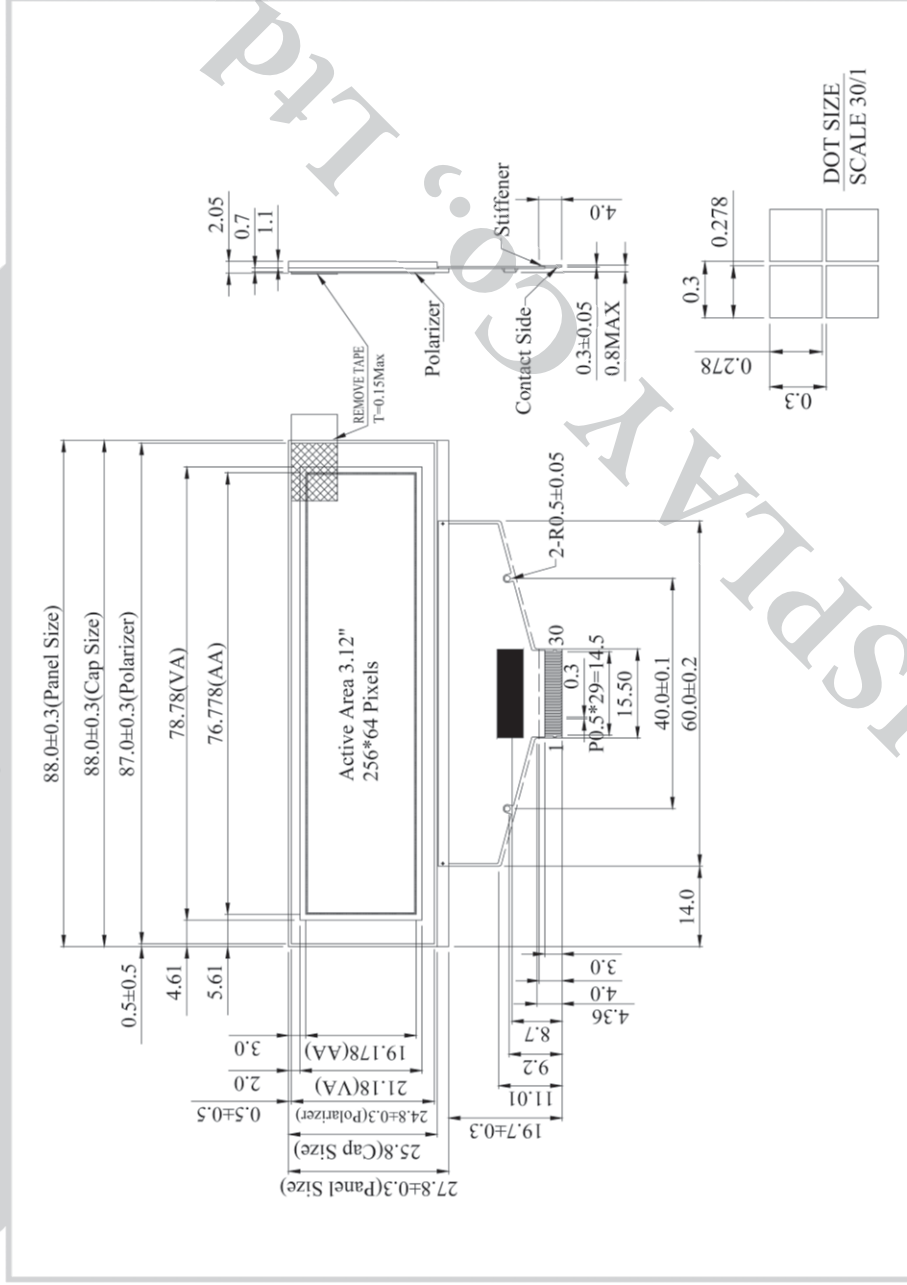 88.0±0.3(Panel Size)
88.0±0.3(Cap Size)
87.0±0.3(Polarizer)
0.5±0.5
78.78(VA)
4.61
76.778(AA)
5.61
Active Area 3.12"
256*64 Pixels
3.0
19.178(AA)
2.0
21.18(VA)
0.5±0.5
24.8±0.3(Polarizer)
25.8(Cap Size)
27.8±0.3(Panel Size)
19.7±0.3
11.01
9.2
8.7
4.36
4.0
3.0
14.0
1
30
0.3
P0.5*29=14.5
15.50
40.0±0.1
60.0±0.2
2-R0.5±0.05
REMOVE TAPE
T=0.15Max
2.05
0.7
1.1
Polarizer
Stiffener
4.0
Contact Side
0.3±0.05
0.8MAX
0.3
0.278
0.278
0.3
DOT SIZE
SCALE 30/1
SPLAY Co., Ltd